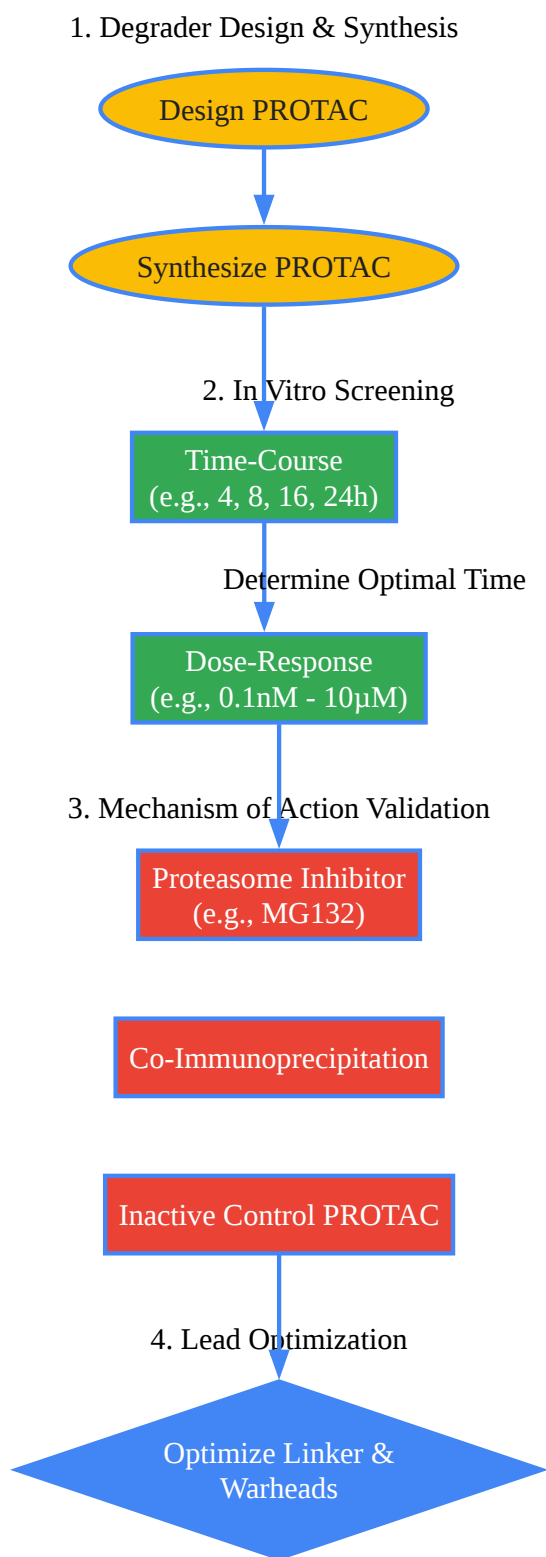 1. Degrader Design & Synthesis
Design PROTAC
Synthesize PROTAC
2. In Vitro Screening
Time-Course
(e.g., 4, 8, 16, 24h)
Determine Optimal Time
Dose-Response
(e.g., 0.1nM - 10µM)
3. Mechanism of Action Validation
Proteasome Inhibitor
(e.g., MG132)
Co-Immunoprecipitation
Inactive Control PROTAC
4. Lead Optimization
Optimize Linker &
Warheads